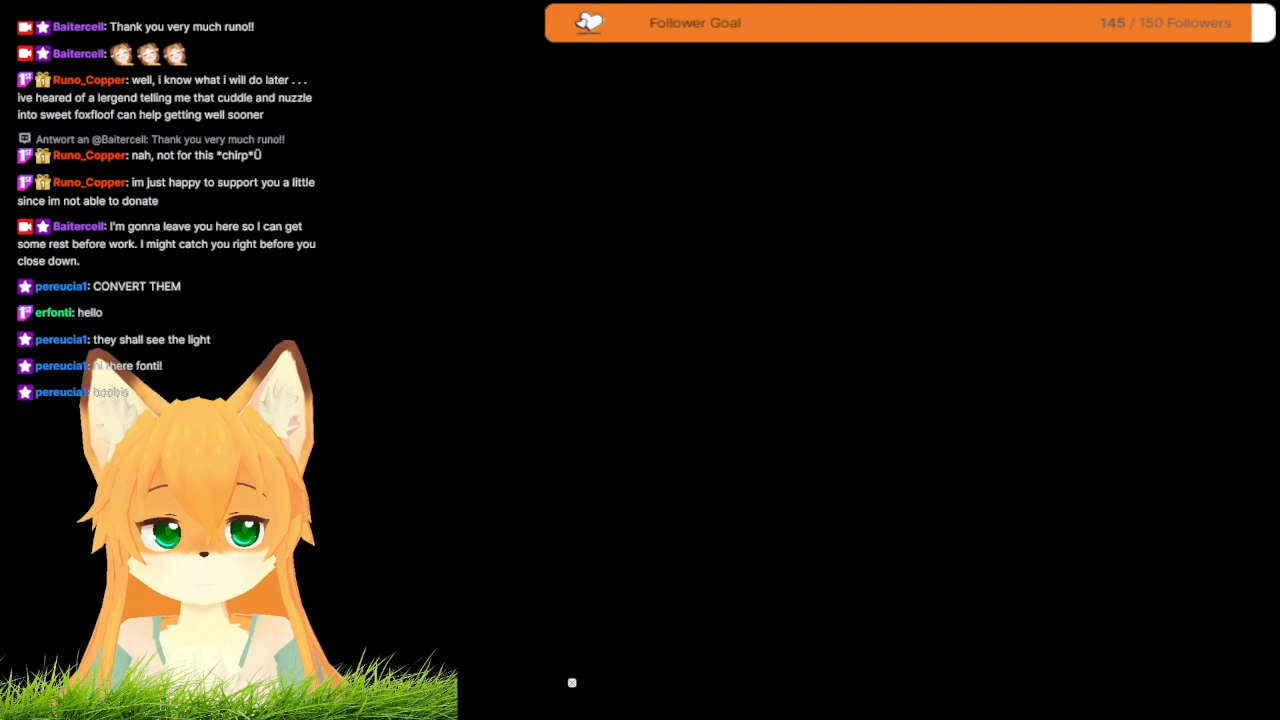 Follower Goal 145 / 150 Followers
Baitercell: Thank you very much runo!!
Baitercell:
Runo_Copper: well, i know what i will do later . . .
ive heared of a lergend telling me that cuddle and nuzzle
into sweet foxfloof can help getting well sooner
Antwort an @Baitercell: Thank you very much runo!!
Runo_Copper: nah, not for this *chirp*Ü
Runo_Copper: im just happy to support you a little
since im not able to donate
Baitercell: I'm gonna leave you here so I can get
some rest before work. I might catch you right before you
close down.
pereucia1: CONVERT THEM
erfonti: hello
pereucia1: they shall see the light
pereucia1: hi there fonti!
pereucia1: boobie